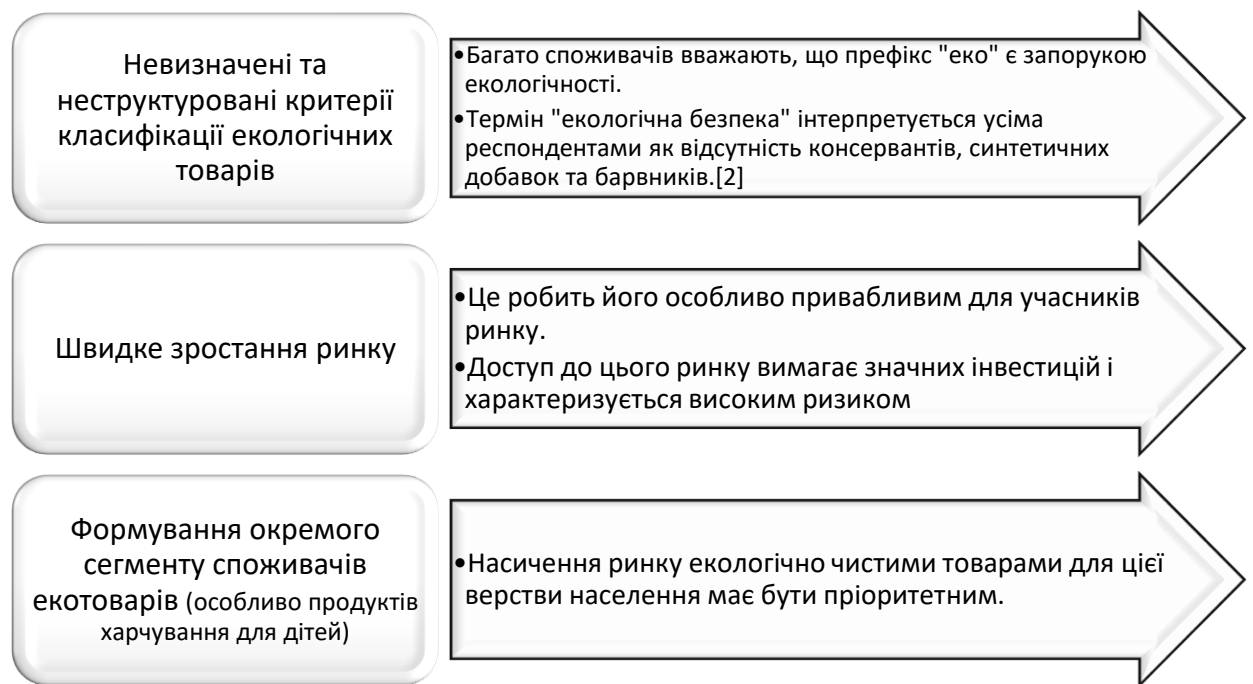 Невизначені та
неструктуровані критерії
класифікації екологічних
товарів
•Багато споживачів вважають, що префікс "еко" є запорукою
екологічності.
•Термін "екологічна безпека" інтерпретується усіма
респондентами як відсутність консервантів, синтетичних
добавок та барвників.[2]
Швидке зростання ринку
•Це робить його особливо привабливим для учасників
ринку.
•Доступ до цього ринку вимагає значних інвестицій і
характеризується високим ризиком
Формування окремого
сегменту споживачів
екотоварів (особливо продуктів
харчування для дітей)
•Насичення ринку екологічно чистими товарами для цієї
верстви населення має бути пріоритетним.